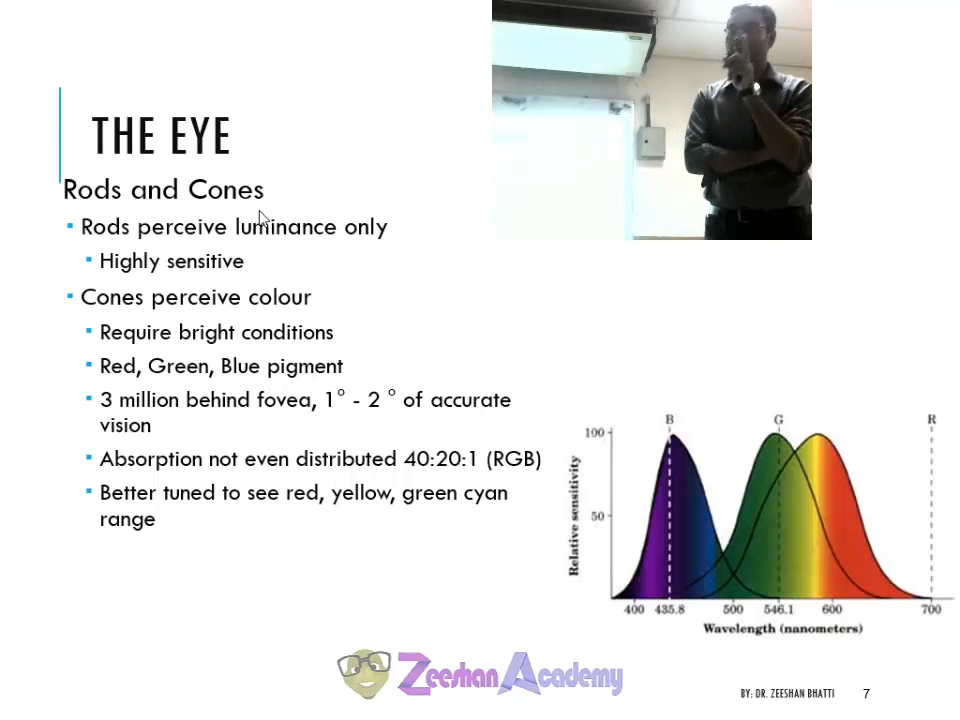 THE EYE
Rods and Cones
Rods perceive luminance only
Highly sensitive
Cones perceive colour
Require bright conditions
Red, Green, Blue pigment
3 million behind fovea, 1° - 2 ° of accurate
vision
Absorption not even distributed 40:20:1 (RGB)
Better tuned to see red, yellow, green cyan
range
B G R
100
50
Relative sensitivity
400 435.8 500 546.1 600 700
Wavelength (nanometers)
Zeeshan Academy
BY: DR. ZEESHAN BHATTI 7